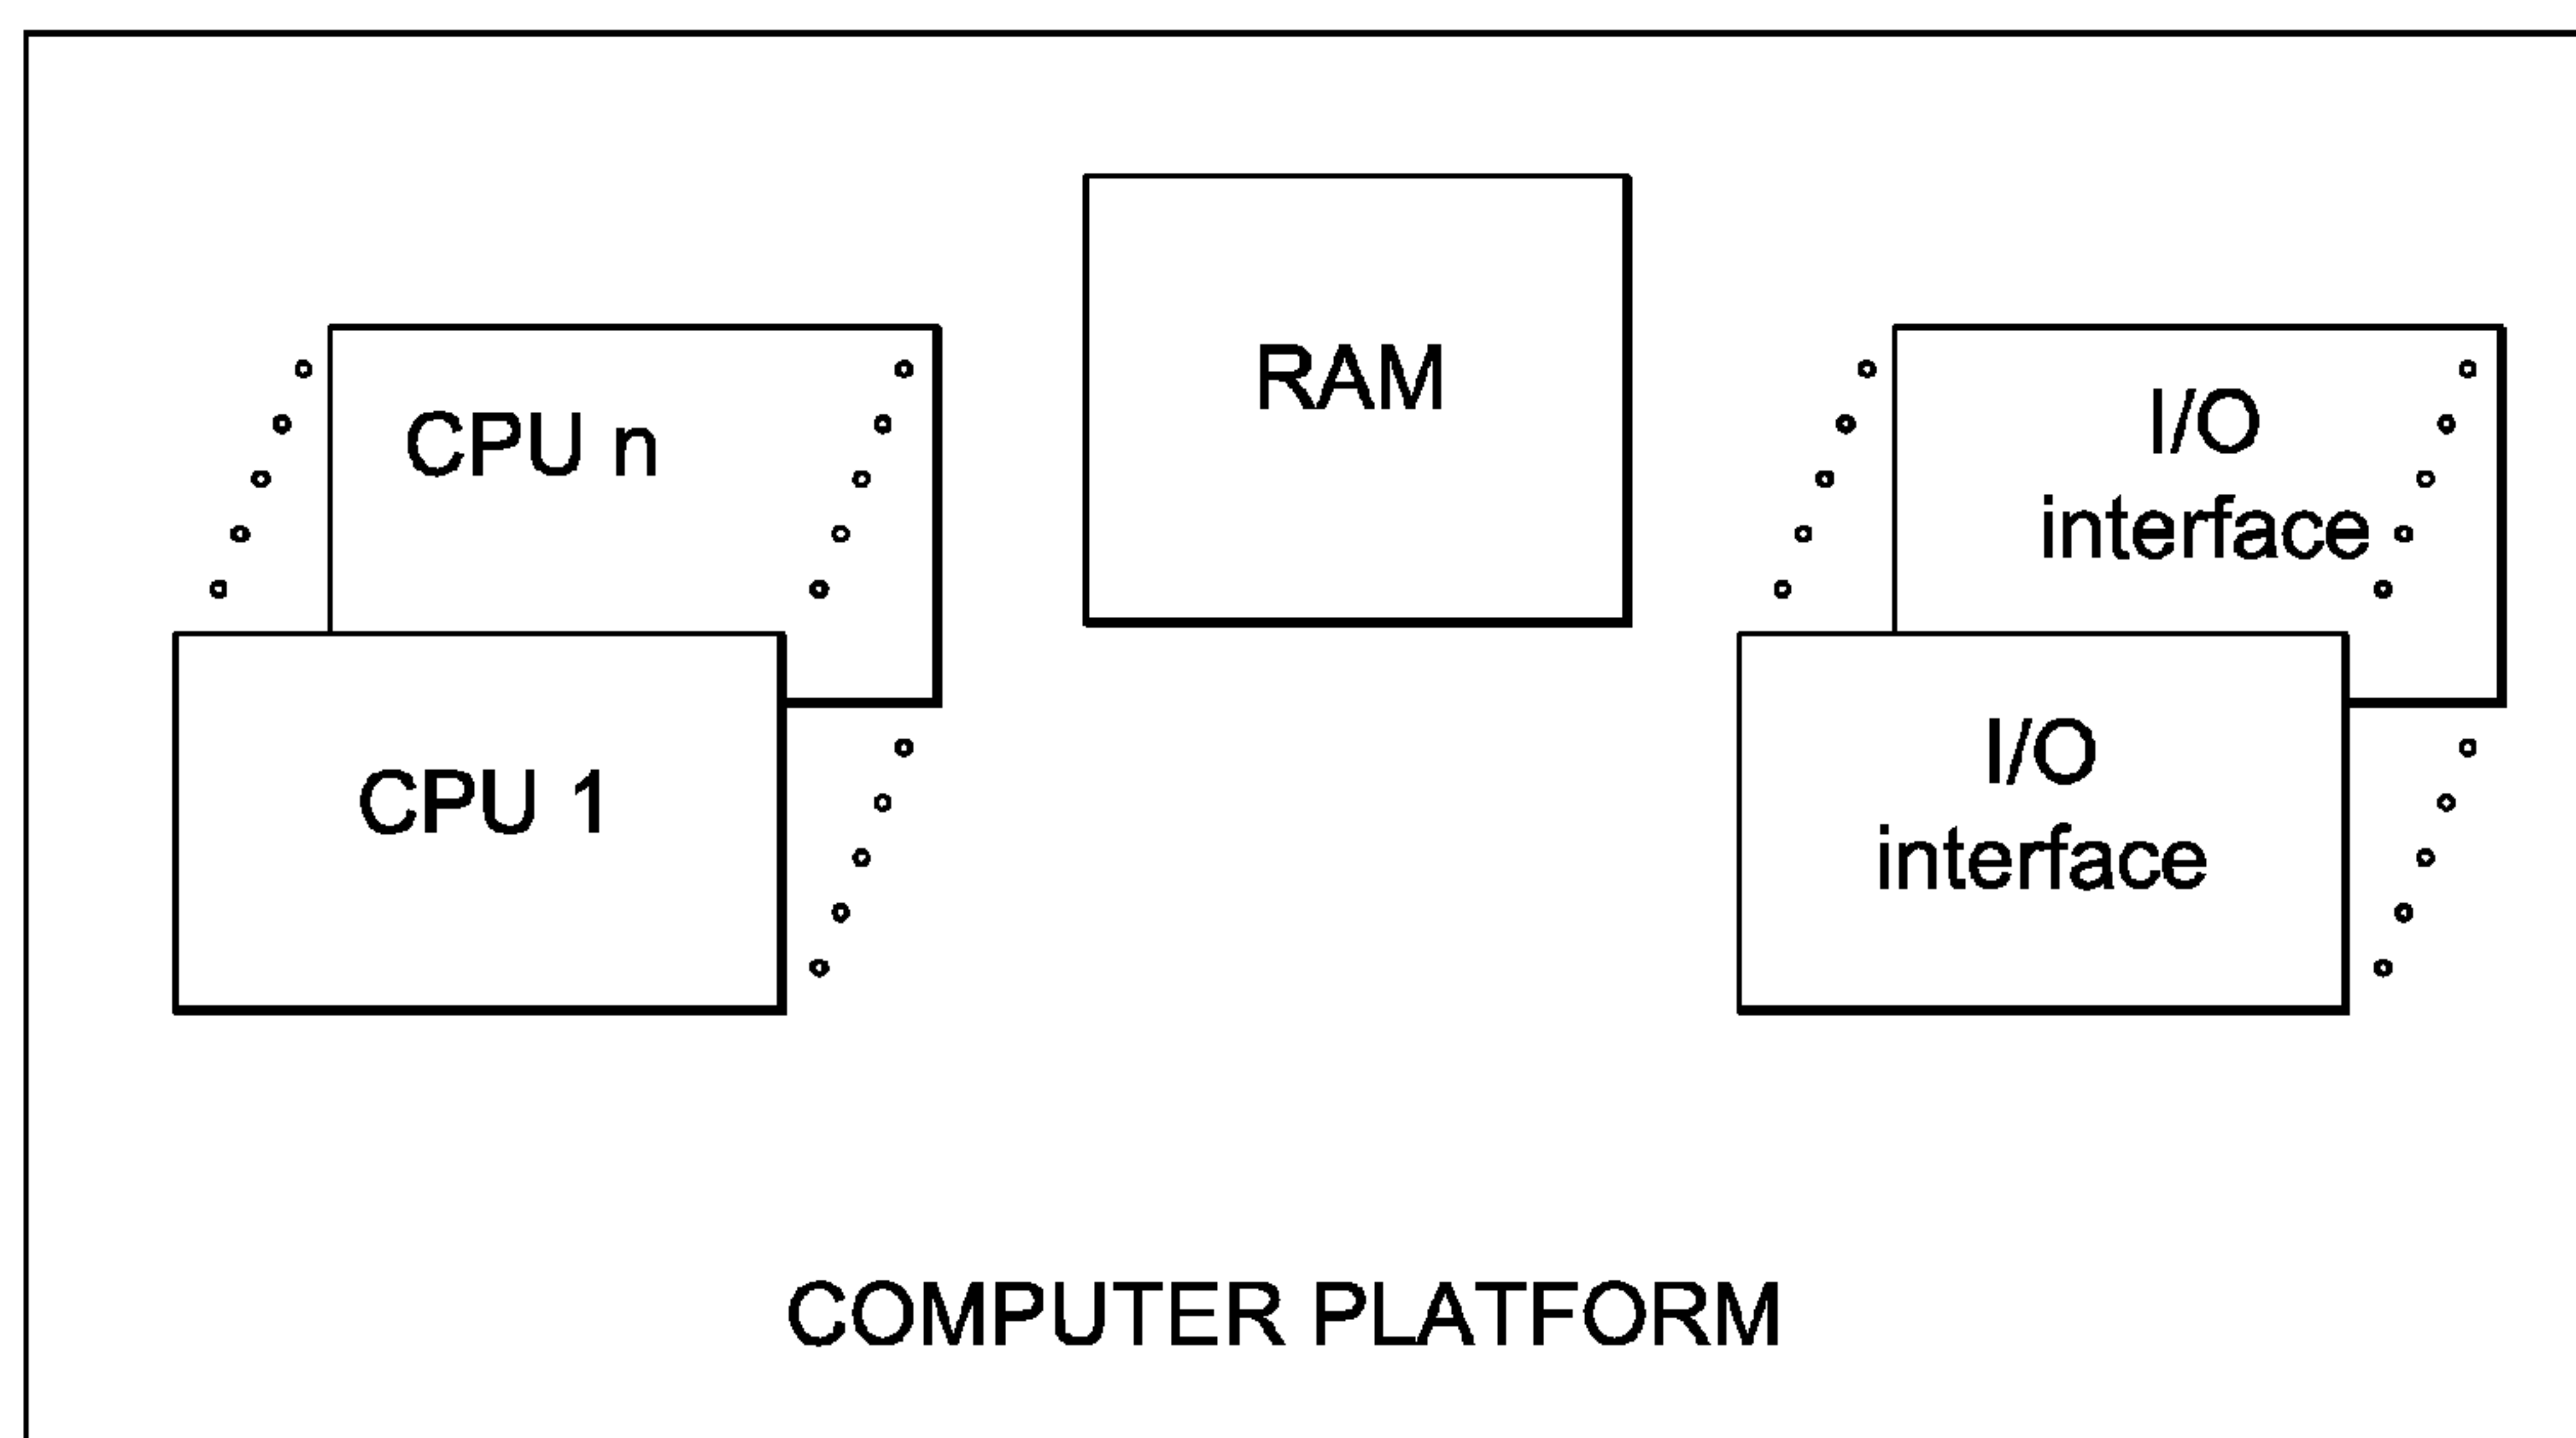 RAM
CPU n
CPU 1
I/O
interface
I/O
interface
COMPUTER PLATFORM